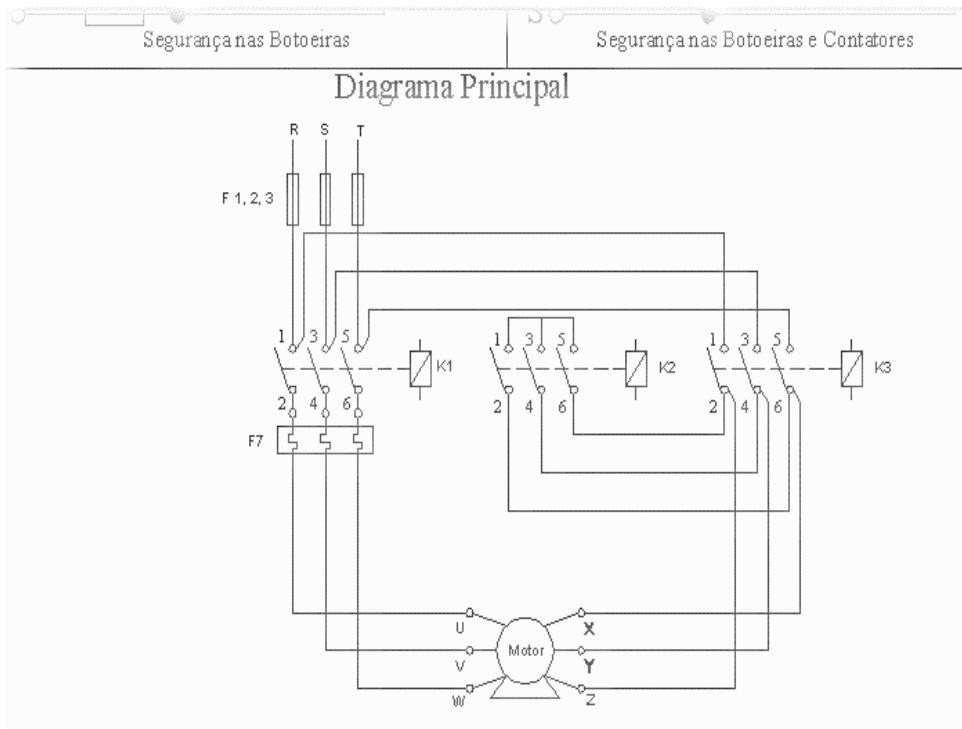 Segurança nas Botoeiras
S
Segurança nas Botoeiras e Contatores
Diagrama Principal
R S T
F 1, 2, 3
1 3 5 K1
1 3 5 K2
1 3 5 K3
2 4 6
2 4 6
2 4 6
F7
U X
Motor
V Y
W Z